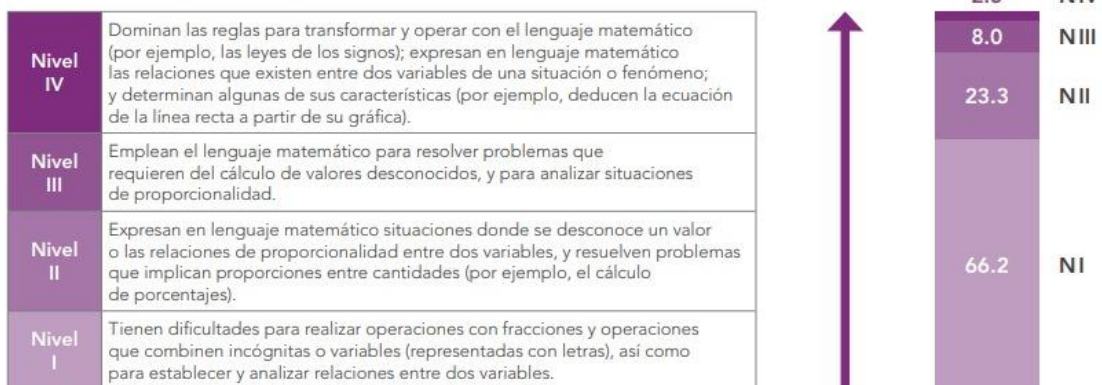 Nivel IV
Dominan las reglas para transformar y operar con el lenguaje matemático
(por ejemplo, las leyes de los signos); expresan en lenguaje matemático
las relaciones que existen entre dos variables de una situación o fenómeno;
y determinan algunas de sus características (por ejemplo, deducen la ecuación
de la línea recta a partir de su gráfica).
Nivel III
Emplean el lenguaje matemático para resolver problemas que
requieren del cálculo de valores desconocidos, y para analizar situaciones
de proporcionalidad.
Nivel II
Expresan en lenguaje matemático situaciones donde se desconoce un valor
o las relaciones de proporcionalidad entre dos variables, y resuelven problemas
que implican proporciones entre cantidades (por ejemplo, el cálculo
de porcentajes).
Nivel I
Tienen dificultades para realizar operaciones con fracciones y operaciones
que combinen incógnitas o variables (representadas con letras), así como
para establecer y analizar relaciones entre dos variables.
8.0 N III
23.3 N II
66.2 N I